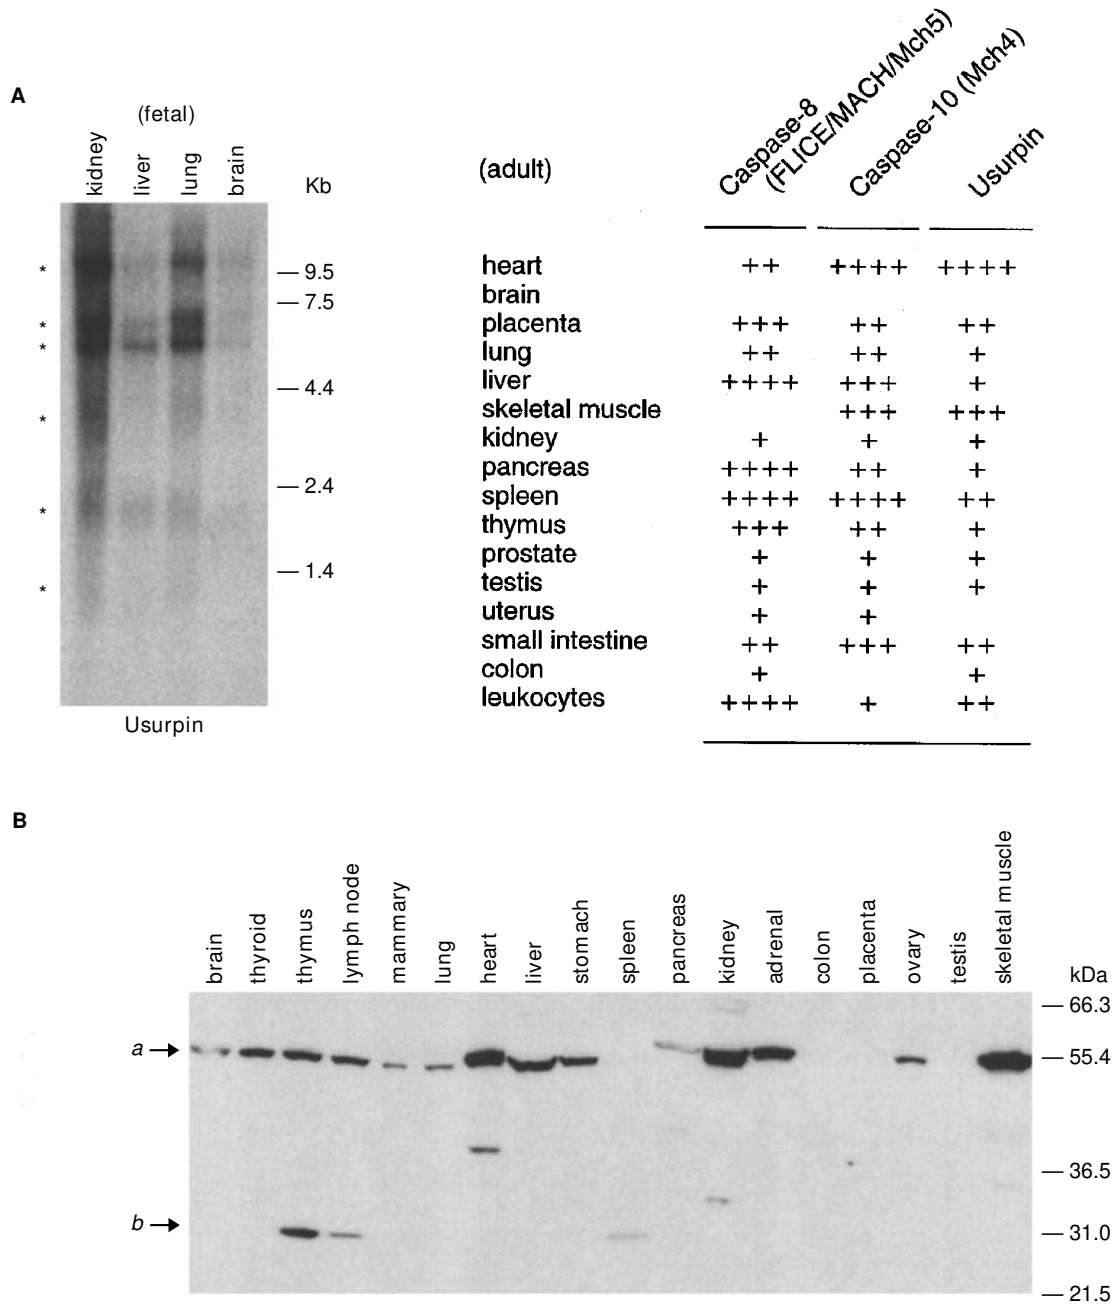 A
(fetal)
kidney
liver
lung
brain
Kb
*
*
*
*
*
*
— 9.5
— 7.5
— 4.4
— 2.4
— 1.4
Usurpin
(adult)
Caspase-8
(FLICE/MACH/Mch5)
Caspase-10 (Mch4)
Usurpin
heart ++ ++++ ++++
brain
placenta +++ ++ ++
lung ++ ++ +
liver ++++ +++ +
skeletal muscle +++ +++
kidney + + +
pancreas ++++ ++ +
spleen ++++ ++++ ++
thymus +++ ++ +
prostate + + +
testis + + +
uterus + +
small intestine ++ +++ ++
colon + +
leukocytes ++++ + ++
B
brain
thyroid
thymus
lymph node
mammary
lung
heart
liver
stomach
spleen
pancreas
kidney
adrenal
colon
placenta
ovary
testis
skeletal muscle
kDa
a →
b →
— 66.3
— 55.4
— 36.5
— 31.0
— 21.5